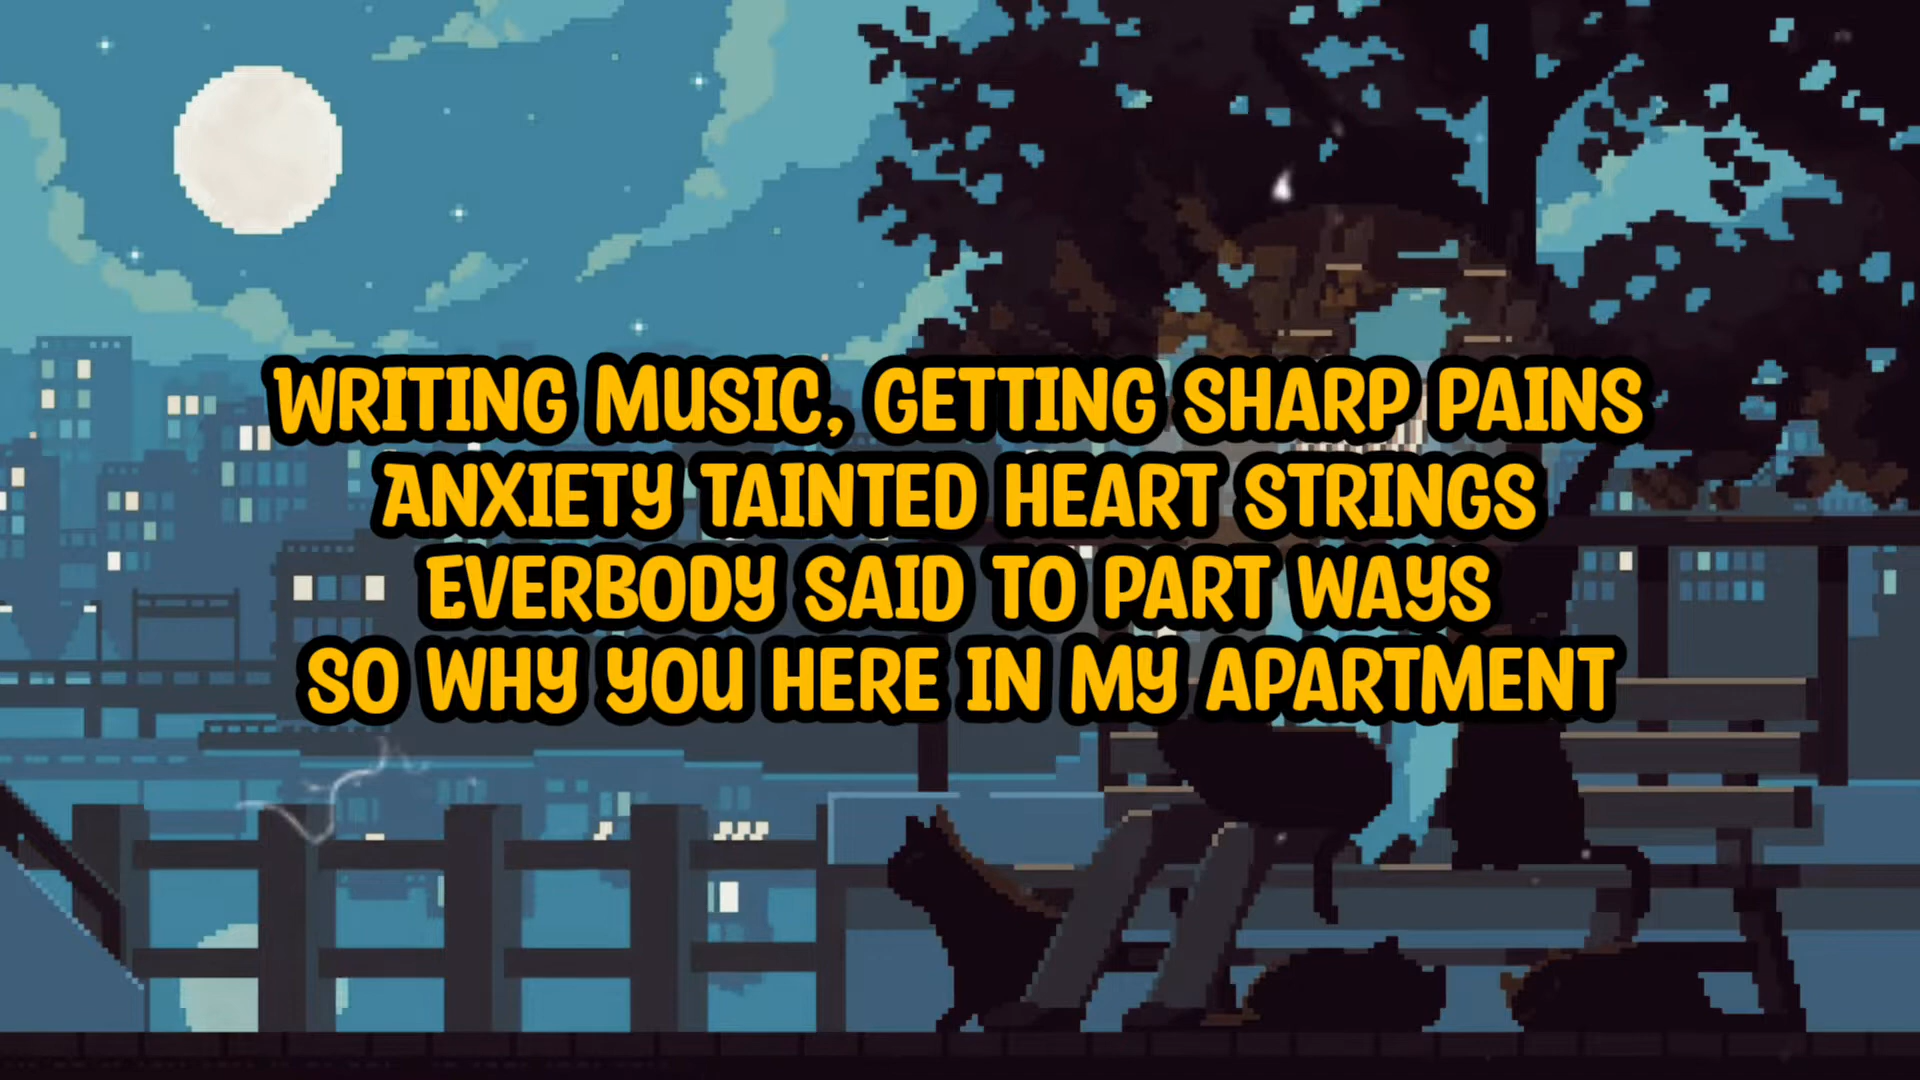 WRITING MUSIC, GETTING SHARP PAINS
ANXIETY TAINTED HEART STRINGS
EVERBODY SAID TO PART WAYS
SO WHY YOU HERE IN MY APARTMENT